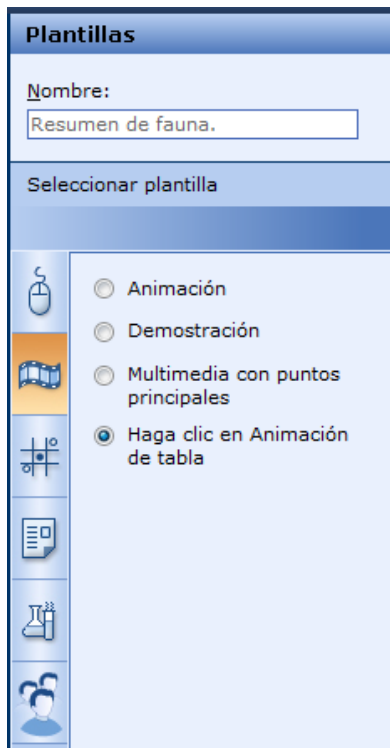 Plantillas
Nombre:
Resumen de fauna.
Seleccionar plantilla
Animación
Demostración
Multimedia con puntos
principales
Haga clic en Animación
de tabla